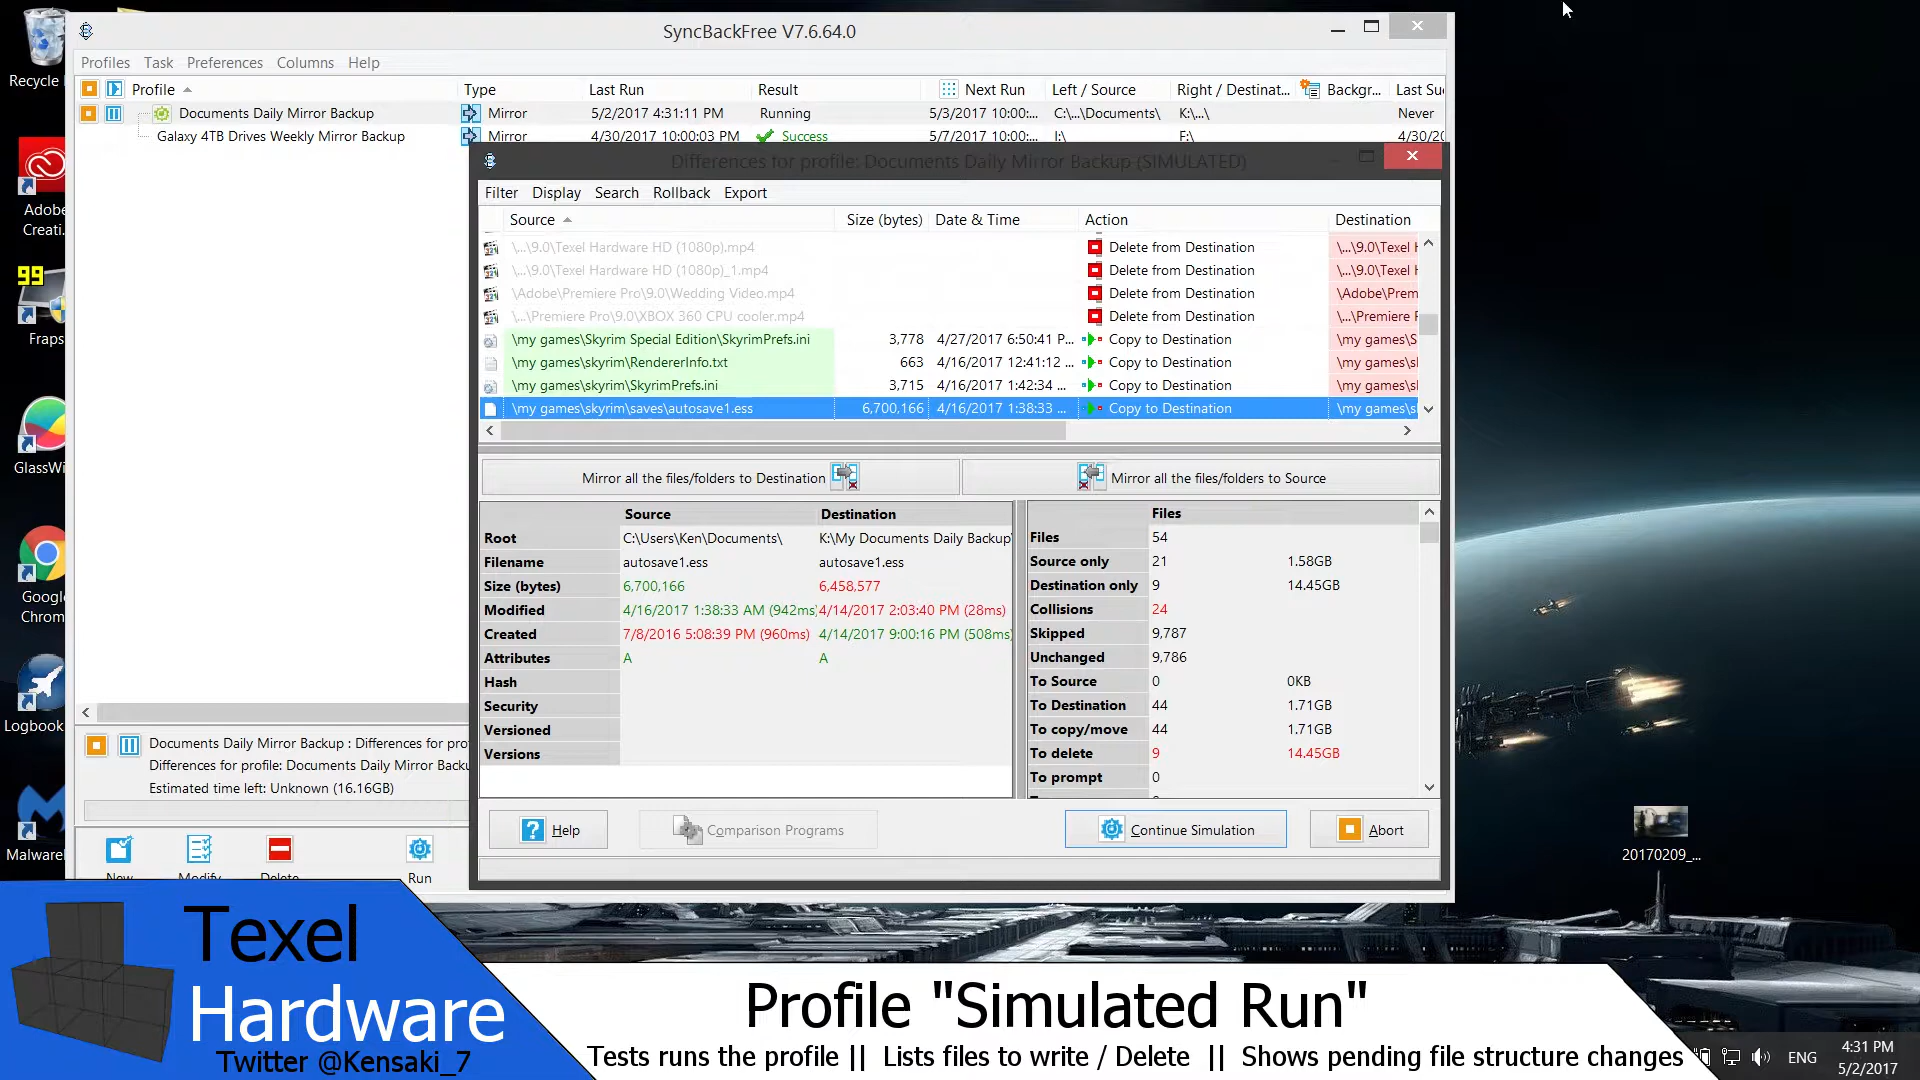 SyncBackFree V7.6.64.0
Profiles Task Preferences Columns Help
Profile Type Last Run Result Next Run Left / Source Right / Destinat... Backgr... Last Su
Documents Daily Mirror Backup Mirror 5/2/2017 4:31:11 PM Running 5/3/2017 10:00:... C:\...\Documents\ K:\...\ Never
Galaxy 4TB Drives Weekly Mirror Backup Mirror 4/30/2017 10:00:03 PM Success 5/7/2017 10:00:... I:\ F:\ 4/30/20
Differences for profile: Documents Daily Mirror Backup (SIMULATED)
Filter Display Search Rollback Export
Source Size (bytes) Date & Time Action Destination
\...\9.0\Texel Hardware HD (1080p).mp4 Delete from Destination \...\9.0\Texel H
\...\9.0\Texel Hardware HD (1080p)_1.mp4 Delete from Destination \...\9.0\Texel H
\Adobe\Premiere Pro\9.0\Wedding Video.mp4 Delete from Destination \Adobe\Prem
\...\Premiere Pro\9.0\XBOX 360 CPU cooler.mp4 Delete from Destination \...\Premiere F
\my games\Skyrim Special Edition\SkyrimPrefs.ini 3,778 4/27/2017 6:50:41 P... Copy to Destination \my games\S
\my games\skyrim\RendererInfo.txt 663 4/16/2017 12:41:12 ... Copy to Destination \my games\sl
\my games\skyrim\SkyrimPrefs.ini 3,715 4/16/2017 1:42:34 ... Copy to Destination \my games\sl
\my games\skyrim\saves\autosave1.ess 6,700,166 4/16/2017 1:38:33 ... Copy to Destination \my games\sl
Mirror all the files/folders to Destination Mirror all the files/folders to Source
Source Destination
Root C:\Users\Ken\Documents\ K:\My Documents Daily Backup
Filename autosave1.ess autosave1.ess
Size (bytes) 6,700,166 6,458,577
Modified 4/16/2017 1:38:33 AM (942ms) 4/14/2017 2:03:40 PM (28ms)
Created 7/8/2016 5:08:39 PM (960ms) 4/14/2017 9:00:16 PM (508ms)
Attributes A A
Hash
Security
Versioned
Versions
Files
Files 54
Source only 21 1.58GB
Destination only 9 14.45GB
Collisions 24
Skipped 9,787
Unchanged 9,786
To Source 0 0KB
To Destination 44 1.71GB
To copy/move 44 1.71GB
To delete 9 14.45GB
To prompt 0
Help Comparison Programs Continue Simulation Abort
Documents Daily Mirror Backup : Differences for pro
Differences for profile: Documents Daily Mirror Backu
Estimated time left: Unknown (16.16GB)
New Modify Delete Run
Recycle
Adobe
Creati...
99
Fraps
GlassWi
Google
Chrom
Logbook
Malwarel
20170209_...
Texel
Hardware
Twitter @Kensaki_7
Profile "Simulated Run"
Tests runs the profile || Lists files to write / Delete || Shows pending file structure changes
ENG
4:31 PM
5/2/2017